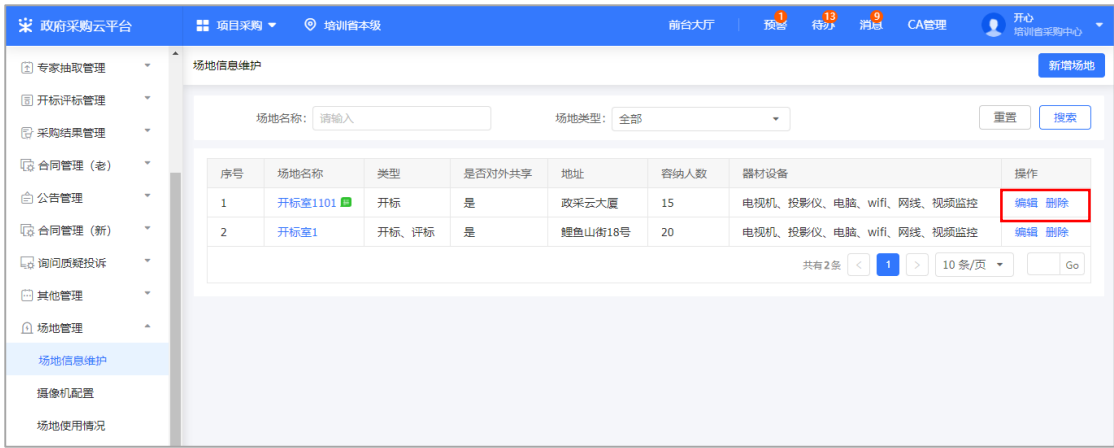 政府采购云平台 项目采购 培训省本级 前台大厅 预警 1 待办 13 消息 9 CA管理 开心
培训省采购中心
专家抽取管理
开标评标管理
采购结果管理
合同管理（老）
公告管理
合同管理（新）
询问质疑投诉
其他管理
场地管理
场地信息维护
摄像机配置
场地使用情况
场地信息维护 新增场地
场地名称： 请输入 场地类型： 全部 重置 搜索
序号 场地名称 类型 是否对外共享 地址 容纳人数 器材设备 操作
1 开标室1101 开标 是 政采云大厦 15 电视机、投影仪、电脑、wifi、网线、视频监控 编辑 删除
2 开标室1 开标、评标 是 鲤鱼山街18号 20 电视机、投影仪、电脑、wifi、网线、视频监控 编辑 删除
共有2条 < 1 > 10 条/页 Go